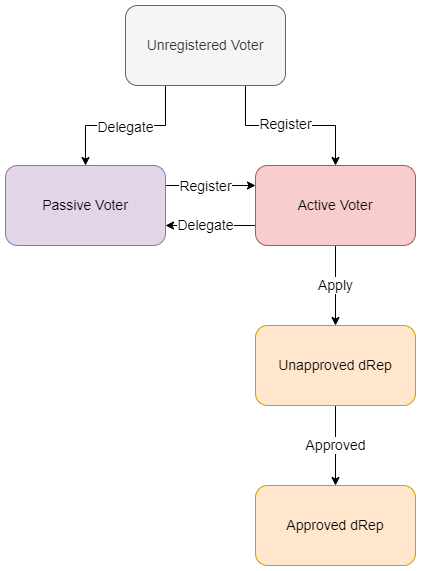 Unregistered Voter
Delegate
Register
Passive Voter
Register
Active Voter
Delegate
Apply
Unapproved dRep
Approved
Approved dRep